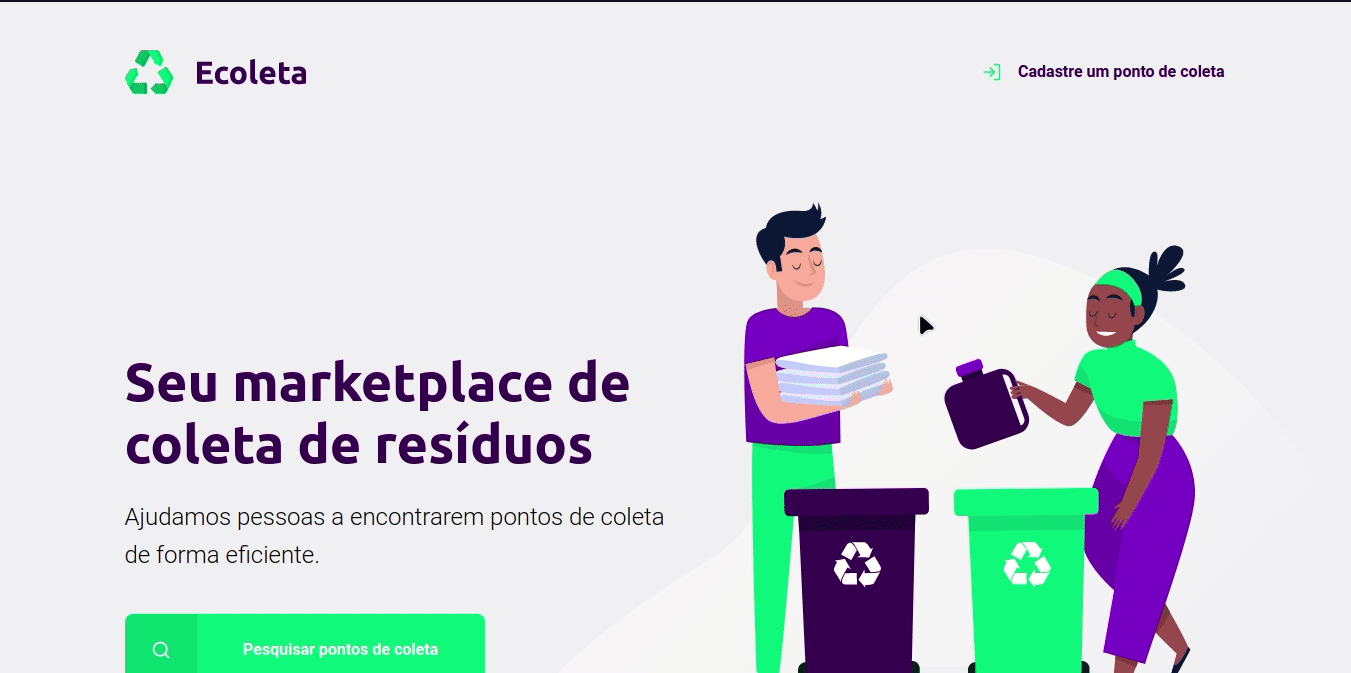 Ecoleta
Cadastre um ponto de coleta
Seu marketplace de
coleta de resíduos
Ajudamos pessoas a encontrarem pontos de coleta
de forma eficiente.
Pesquisar pontos de coleta